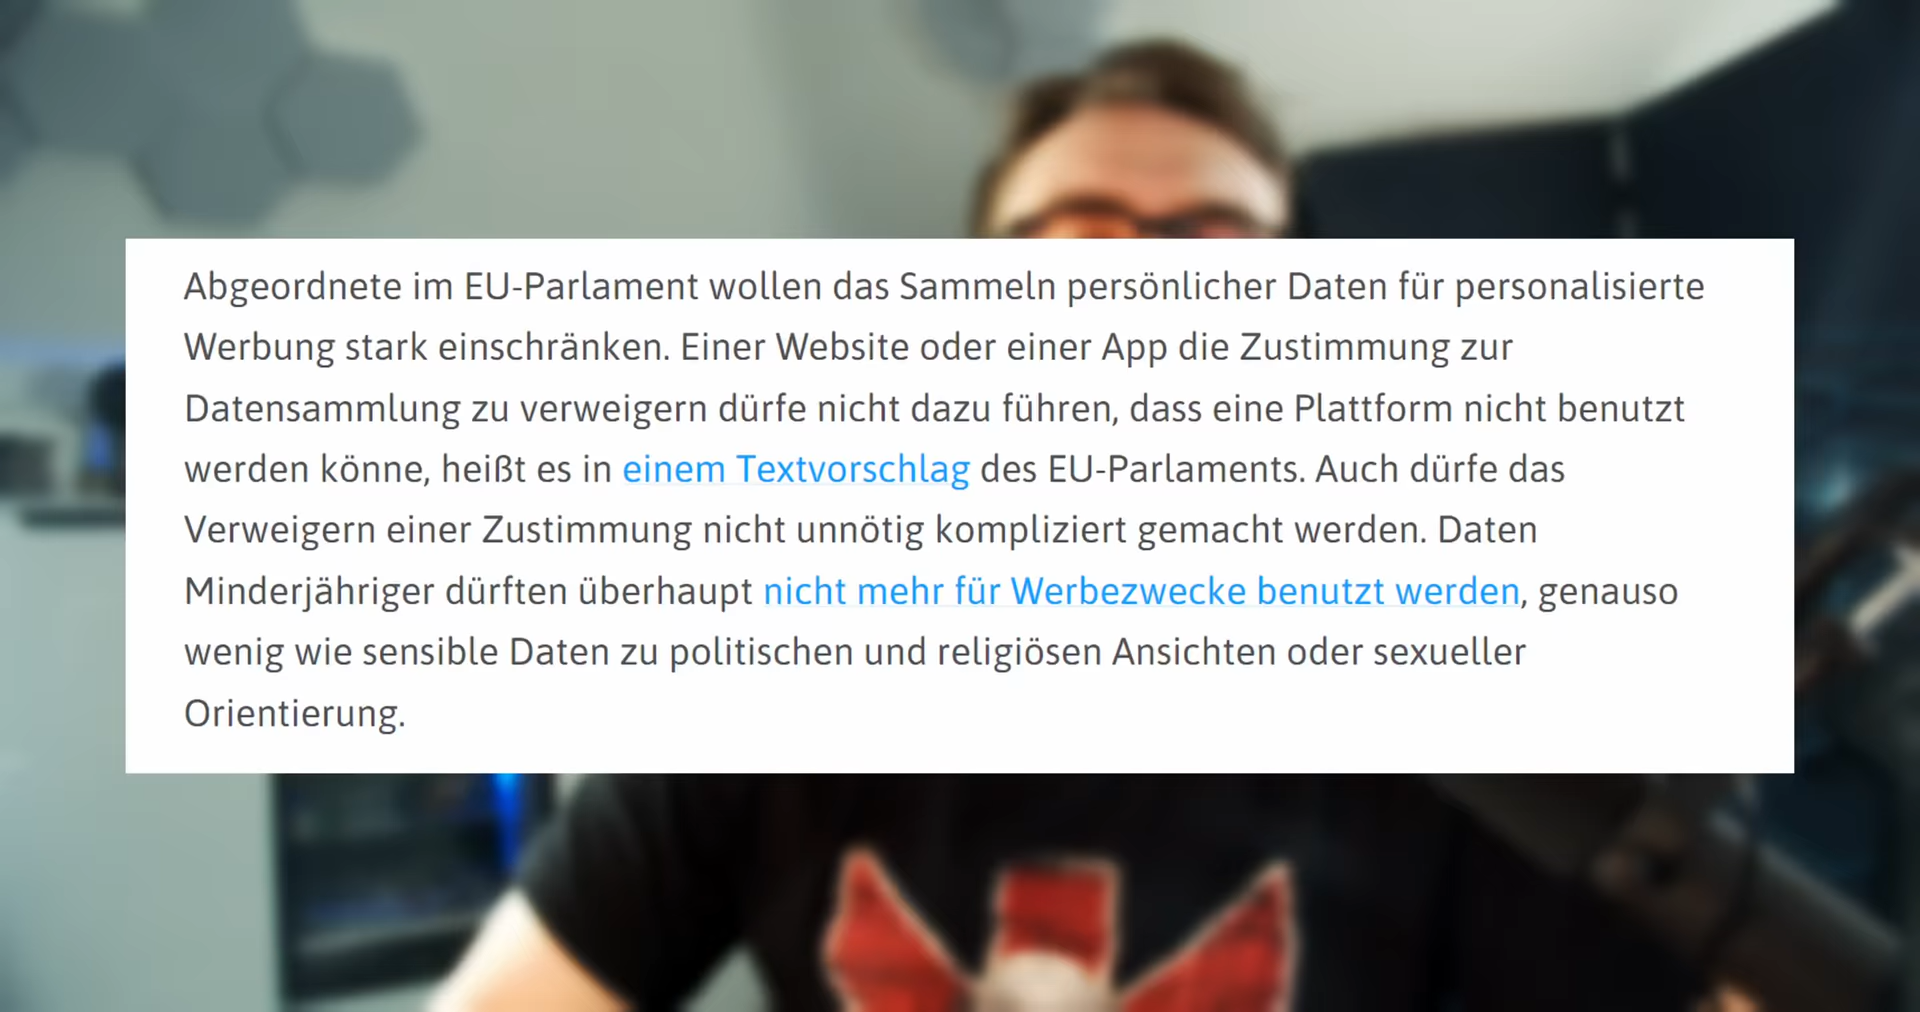 Abgeordnete im EU-Parlament wollen das Sammeln persönlicher Daten für personalisierte
Werbung stark einschränken. Einer Website oder einer App die Zustimmung zur
Datensammlung zu verweigern dürfe nicht dazu führen, dass eine Plattform nicht benutzt
werden könne, heißt es in einem Textvorschlag des EU-Parlaments. Auch dürfe das
Verweigern einer Zustimmung nicht unnötig kompliziert gemacht werden. Daten
Minderjähriger dürften überhaupt nicht mehr für Werbezwecke benutzt werden, genauso
wenig wie sensible Daten zu politischen und religiösen Ansichten oder sexueller
Orientierung.